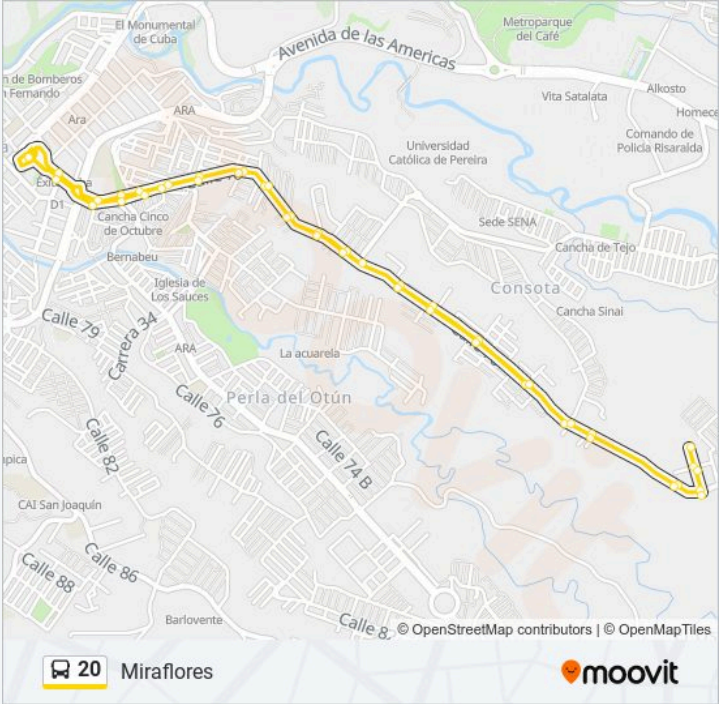 El Monumental
de Cuba
Metroparque
del Café
Avenida de las Americas
n de Bomberos
n Fernando
Ara
ARA
Vita Satalata
Alkosto
Homece
Comando de
Policía Risaralda
Universidad
Católica de Pereira
D1
Cancha Cinco
de Octubre
Sede SENA
Cancha de Tejo
Bernabeu
Iglesia de
Los Sauces
Consota
Cancha Sinai
Calle 79
Carrera 34
ARA
La acuarela
Perla del Otún
Calle 76
Calle 82
Calle 74 B
mpica
CAI San Joaquín
Calle 86
Calle 88
Barlovente
Calle 8
© OpenStreetMap contributors | © OpenMapTiles
20 Miraflores
moovit